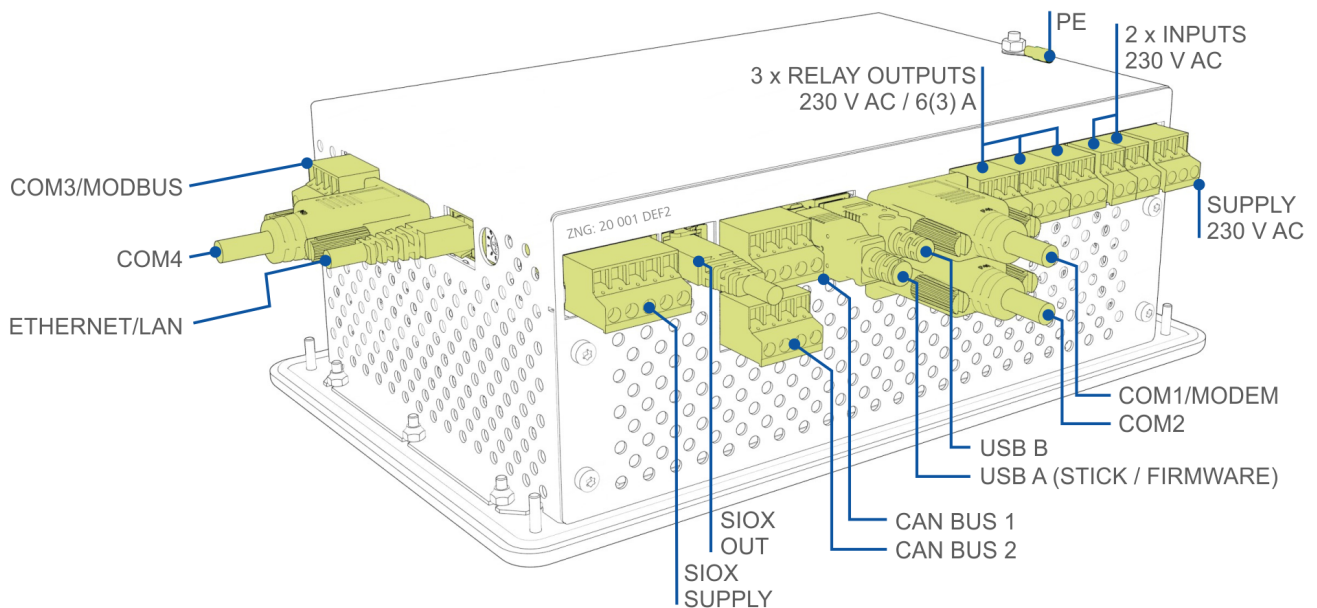 PE
2 x INPUTS
230 V AC
3 x RELAY OUTPUTS
230 V AC / 6(3) A
COM3/MODBUS
COM4
ETHERNET/LAN
ZNG: 20 001 DEF2
SUPPLY
230 V AC
COM1/MODEM
COM2
USB B
USB A (STICK / FIRMWARE)
CAN BUS 1
CAN BUS 2
SIOX
OUT
SIOX
SUPPLY